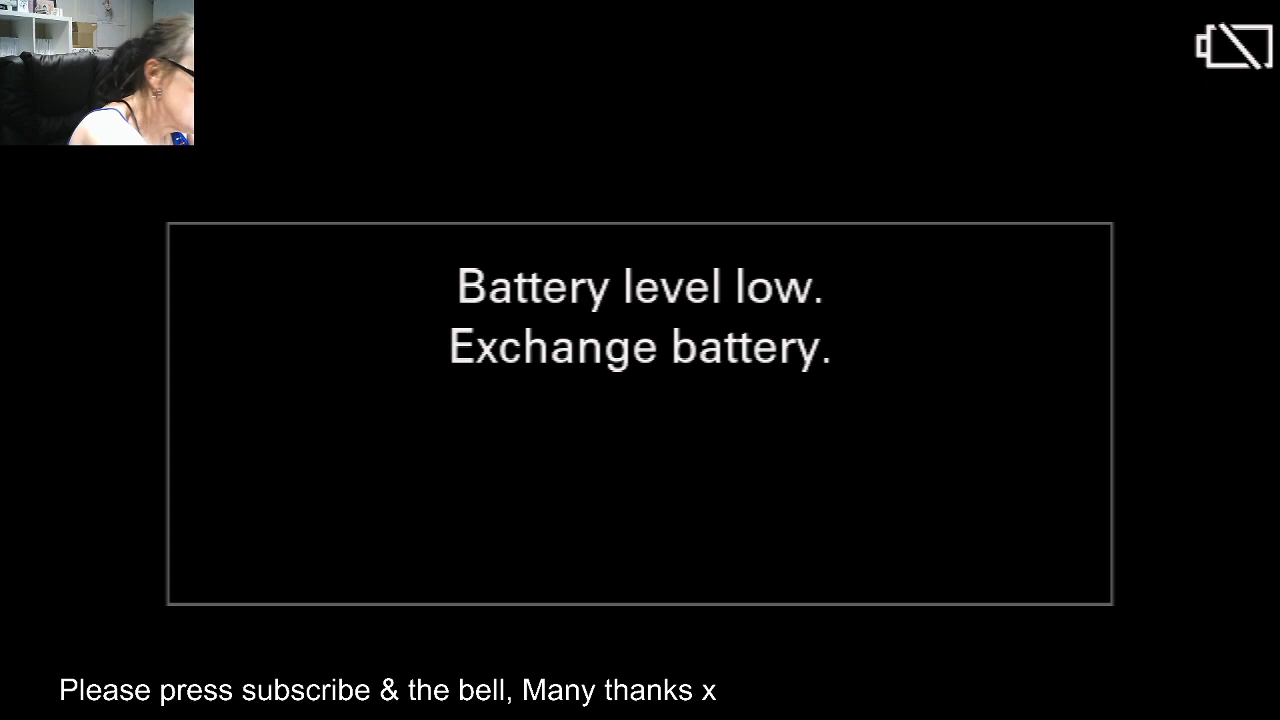 Battery level low.
Exchange battery.
Please press subscribe & the bell, Many thanks x